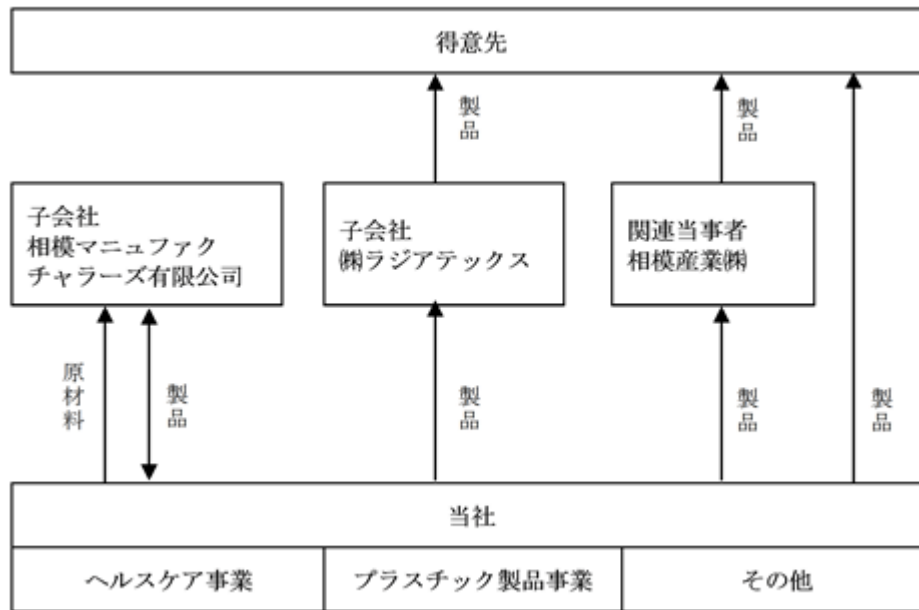 得意先
製品
製品
子会社
相模マニュファク
チャラーズ有限公司
子会社
㈱ラジアテックス
関連当事者
相模産業㈱
原材料
製品
製品
製品
製品
当社
ヘルスケア事業
プラスチック製品事業
その他